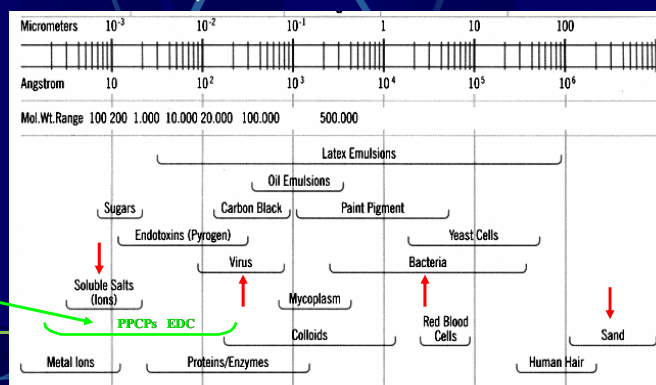 Micrometers 10⁻³ 10⁻² 10⁻¹ 1 10 100
Angstrom 10 10² 10³ 10⁴ 10⁵ 10⁶
Mol.Wt.Range 100 200 1.000 10.000 20.000 100.000 500.000
Latex Emulsions
Oil Emulsions
Sugars Carbon Black Paint Pigment
Endotoxins (Pyrogen) Yeast Cells
Virus Bacteria
Soluble Salts
(Ions) Mycoplasm
PPCPs EDC
Colloids Red Blood
Cells Sand
Metal Ions Proteins/Enzymes Human Hair